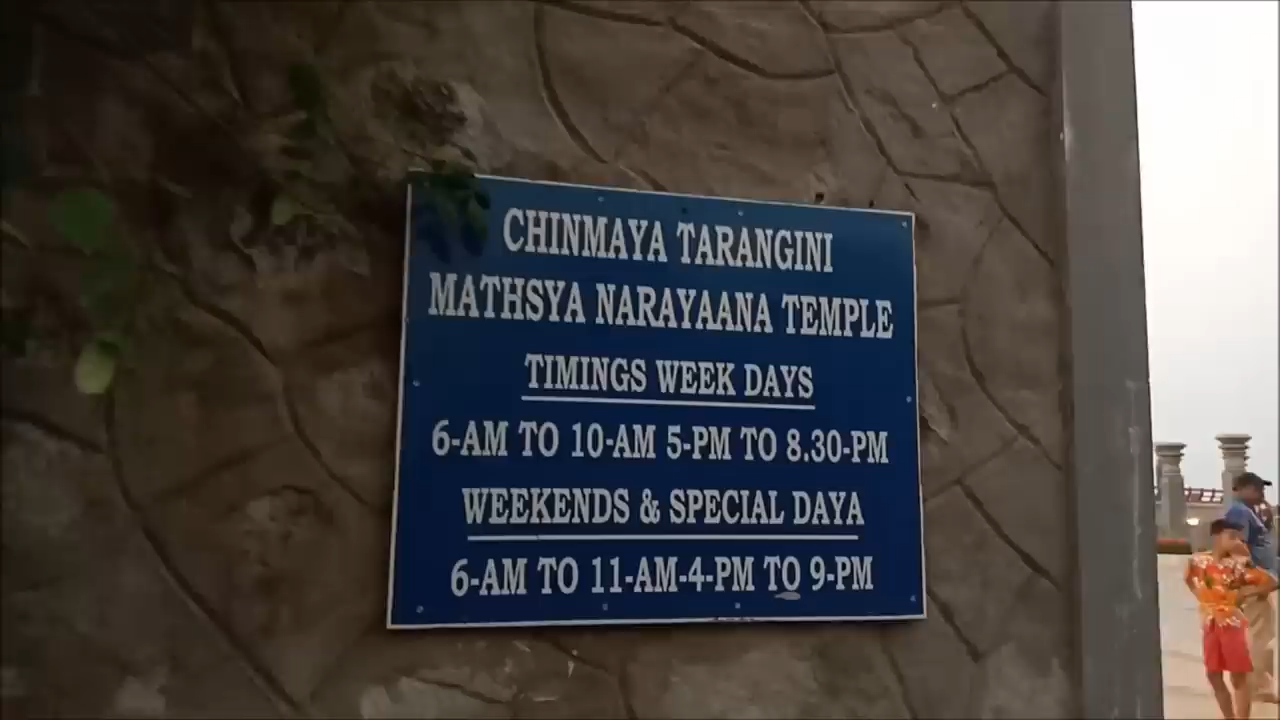 CHINMAYA TARANGINI
MATHSYA NARAYAANA TEMPLE
TIMINGS WEEK DAYS
6-AM TO 10-AM 5-PM TO 8.30-PM
WEEKENDS & SPECIAL DAYA
6-AM TO 11-AM-4-PM TO 9-PM